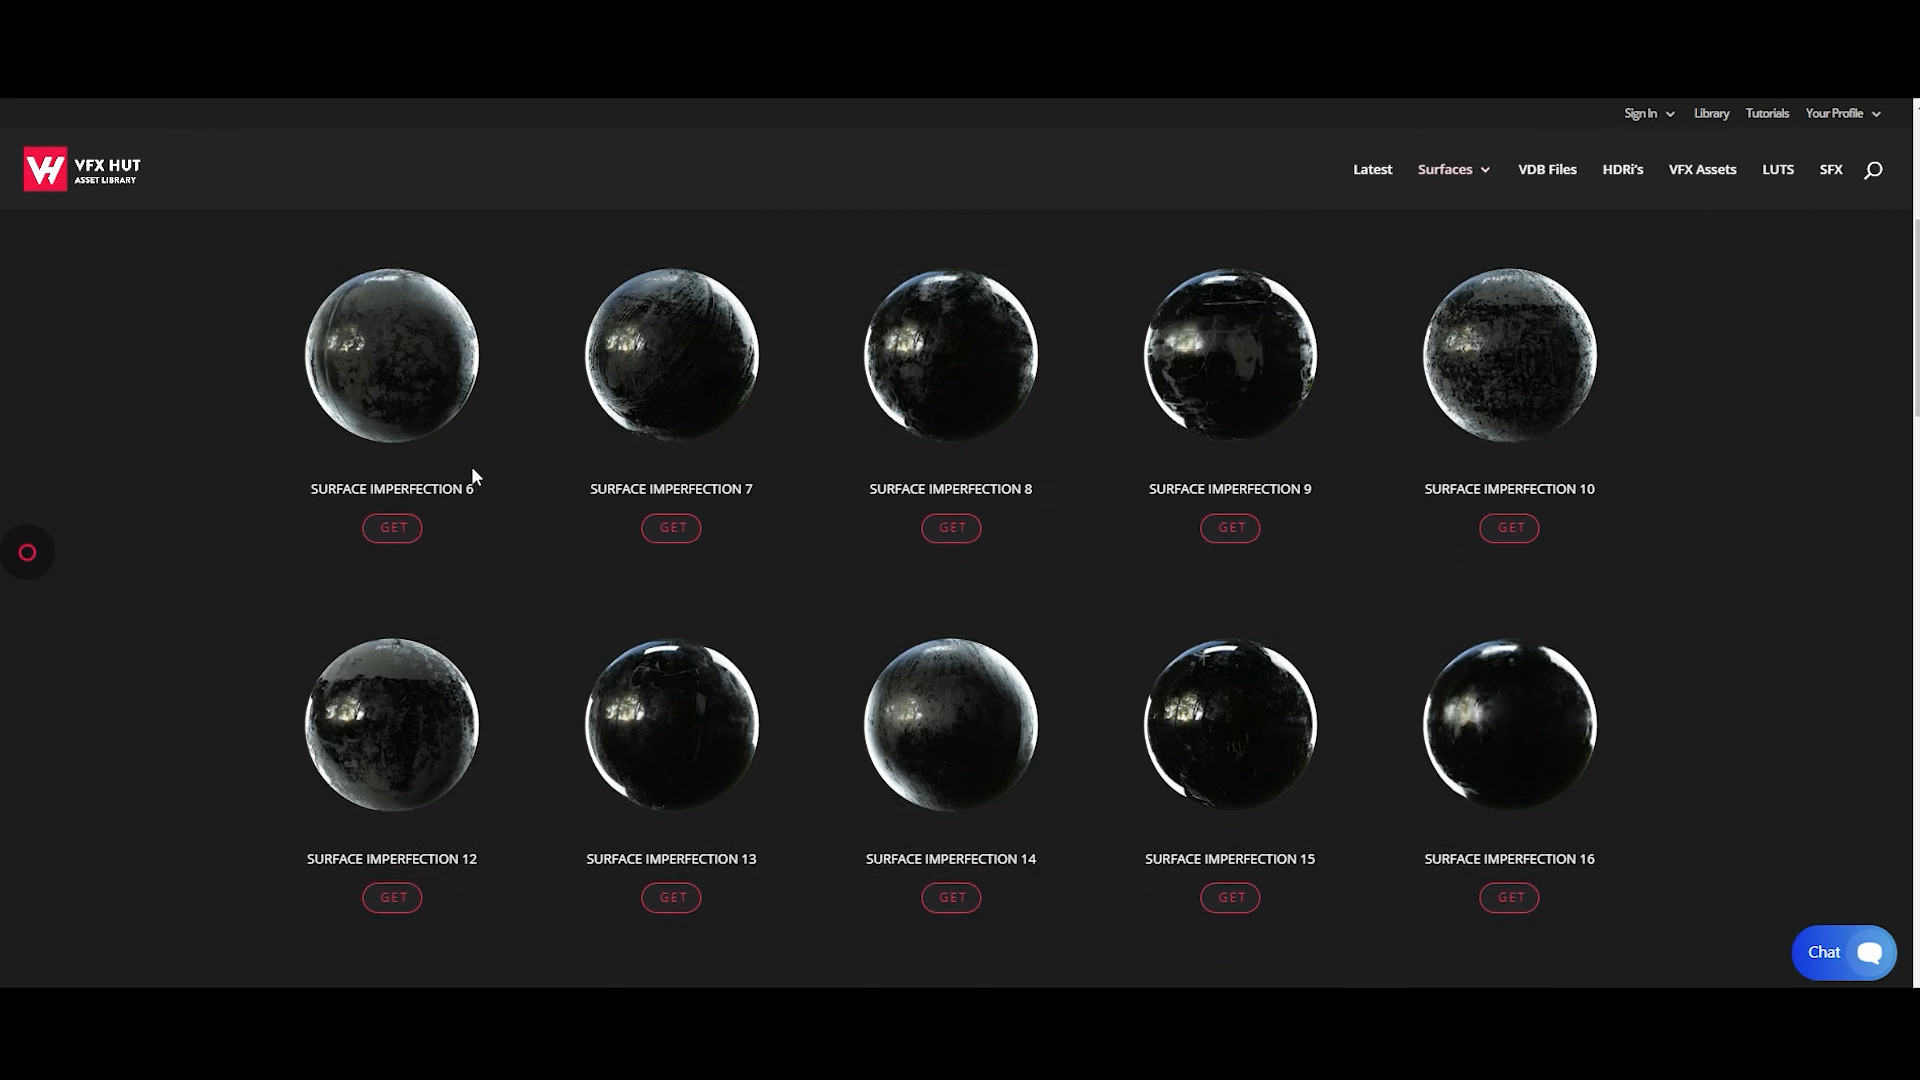 Sign In Library Tutorials Your Profile
VFX HUT
ASSET LIBRARY
Latest Surfaces VDB Files HDRi's VFX Assets LUTS SFX
SURFACE IMPERFECTION 6 SURFACE IMPERFECTION 7 SURFACE IMPERFECTION 8 SURFACE IMPERFECTION 9 SURFACE IMPERFECTION 10
GET GET GET GET GET
SURFACE IMPERFECTION 12 SURFACE IMPERFECTION 13 SURFACE IMPERFECTION 14 SURFACE IMPERFECTION 15 SURFACE IMPERFECTION 16
GET GET GET GET GET
Chat